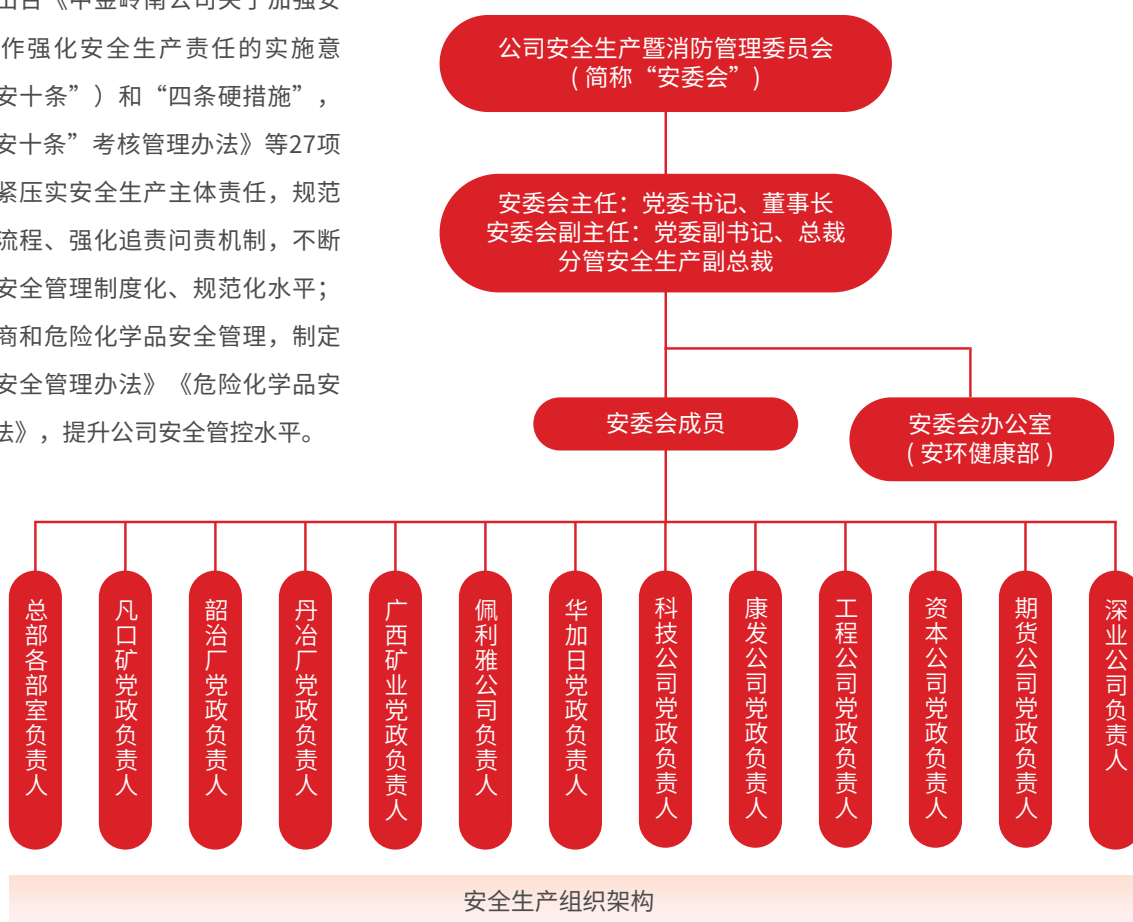 出台《中金岭南公司关于加强安
作强化安全生产责任的实施意
安十条”）和“四条硬措施”，
安十条”考核管理办法》等27项
紧压实安全生产主体责任，规范
流程、强化追责问责机制，不断
安全管理制度化、规范化水平；
商和危险化学品安全管理，制定
安全管理办法》《危险化学品安
法》，提升公司安全管控水平。
公司安全生产暨消防管理委员会
( 简称“安委会”)
安委会主任：党委书记、董事长
安委会副主任：党委副书记、总裁
分管安全生产副总裁
安委会成员
安委会办公室
( 安环健康部 )
总部各部室负责人
凡口矿党政负责人
韶治厂党政负责人
丹冶厂党政负责人
广西矿业党政负责人
佩利雅公司负责人
华加日党政负责人
科技公司党政负责人
康发公司党政负责人
工程公司党政负责人
资本公司党政负责人
期货公司党政负责人
深业公司负责人
安全生产组织架构